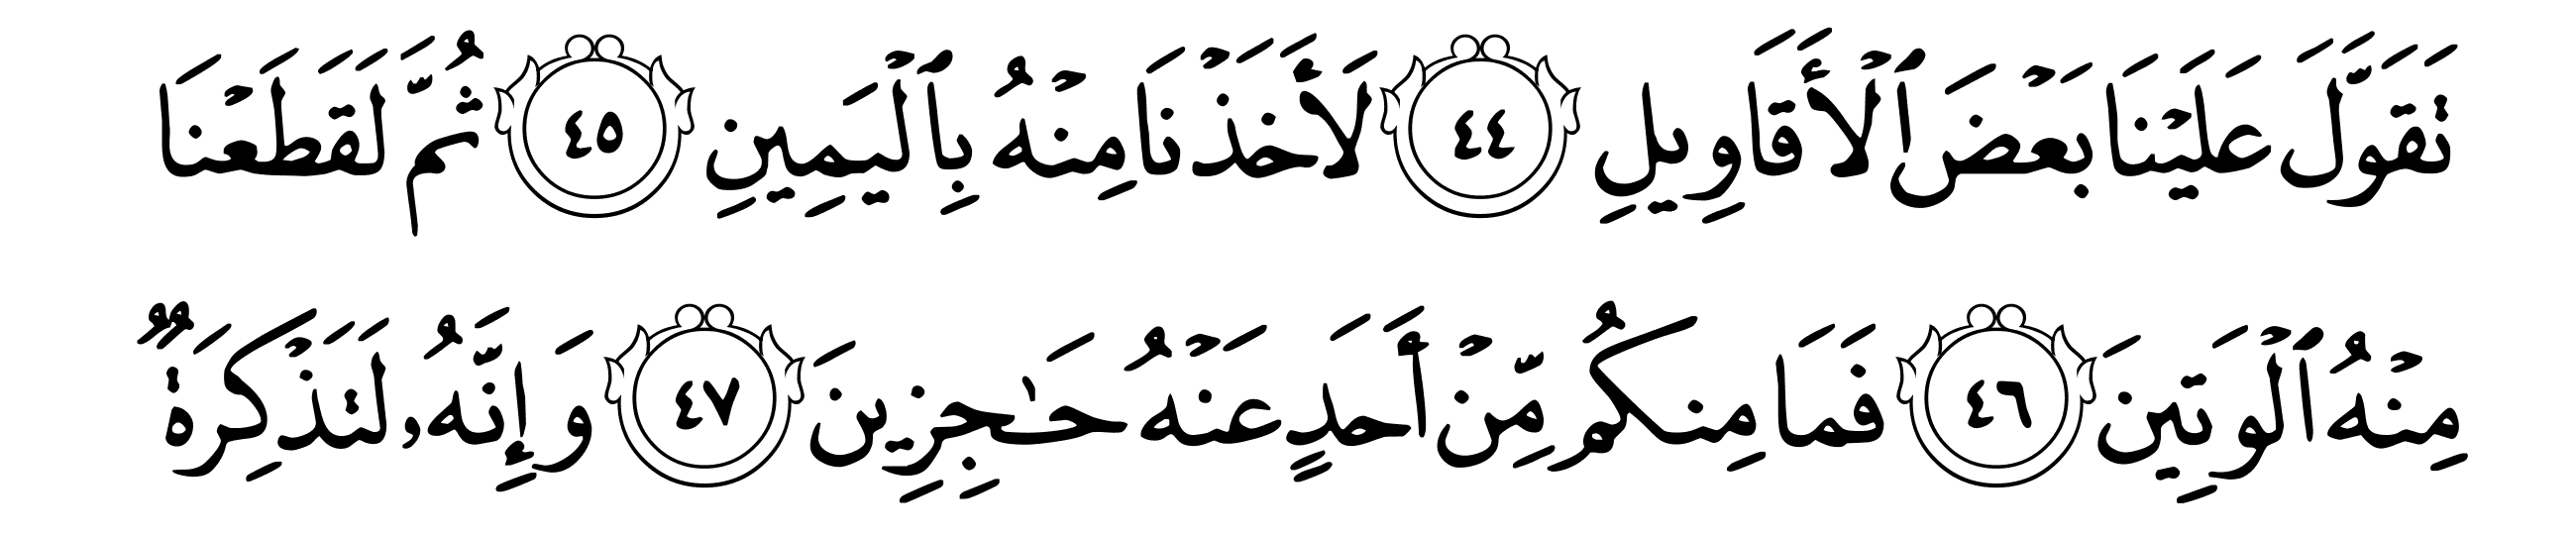 تَقَوَّلَ عَلَيْنَا بَعْضَ ٱلْأَقَاوِيلِ ٤٤ لَأَخَذْنَا مِنْهُ بِٱلْيَمِينِ ٤٥ ثُمَّ لَقَطَعْنَا
مِنْهُ ٱلْوَتِينَ ٤٦ فَمَا مِنكُم مِّنْ أَحَدٍ عَنْهُ حَـٰجِزِينَ ٤٧ وَإِنَّهُۥ لَتَذْكِرَةٌ